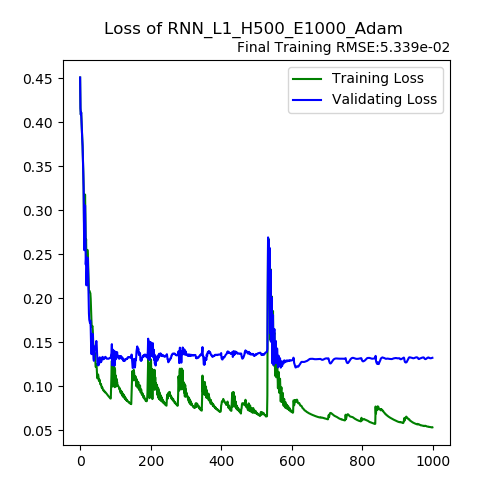 Loss of RNN_L1_H500_E1000_Adam
Final Training RMSE:5.339e-02
Training Loss
Validating Loss
0.45
0.40
0.35
0.30
0.25
0.20
0.15
0.10
0.05
0 200 400 600 800 1000